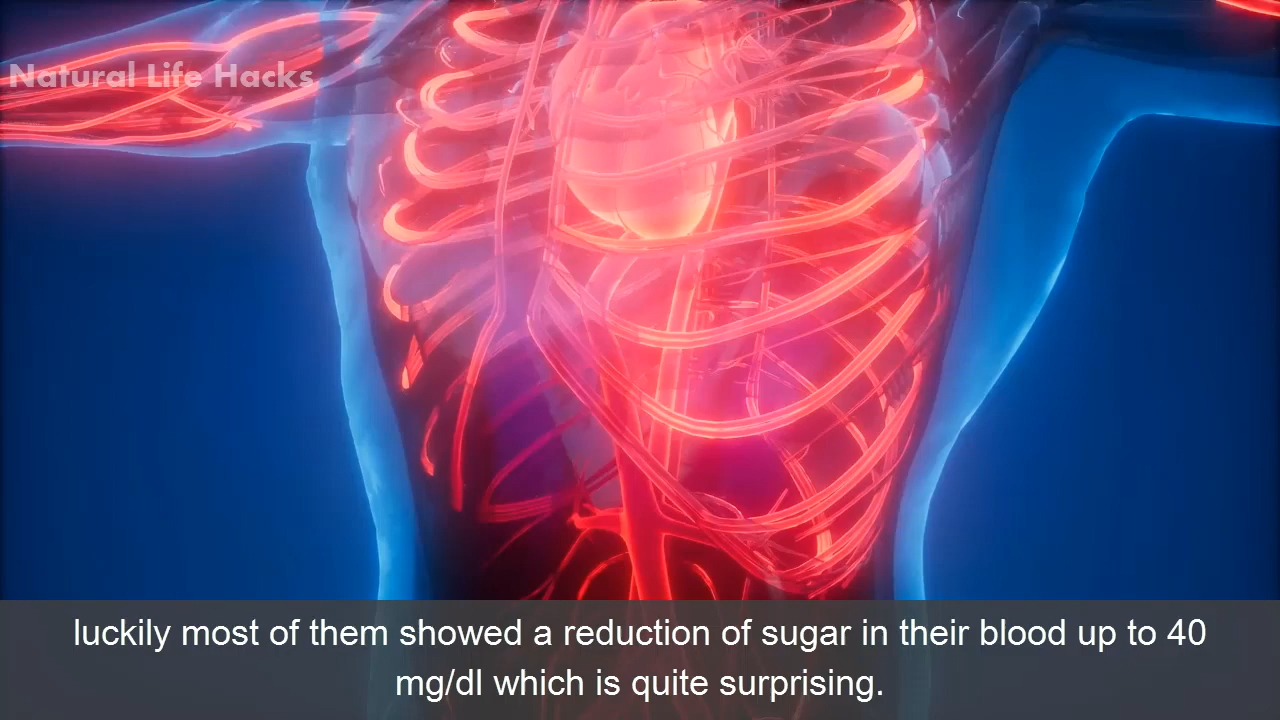 Natural Life Hacks
luckily most of them showed a reduction of sugar in their blood up to 40
mg/dl which is quite surprising.